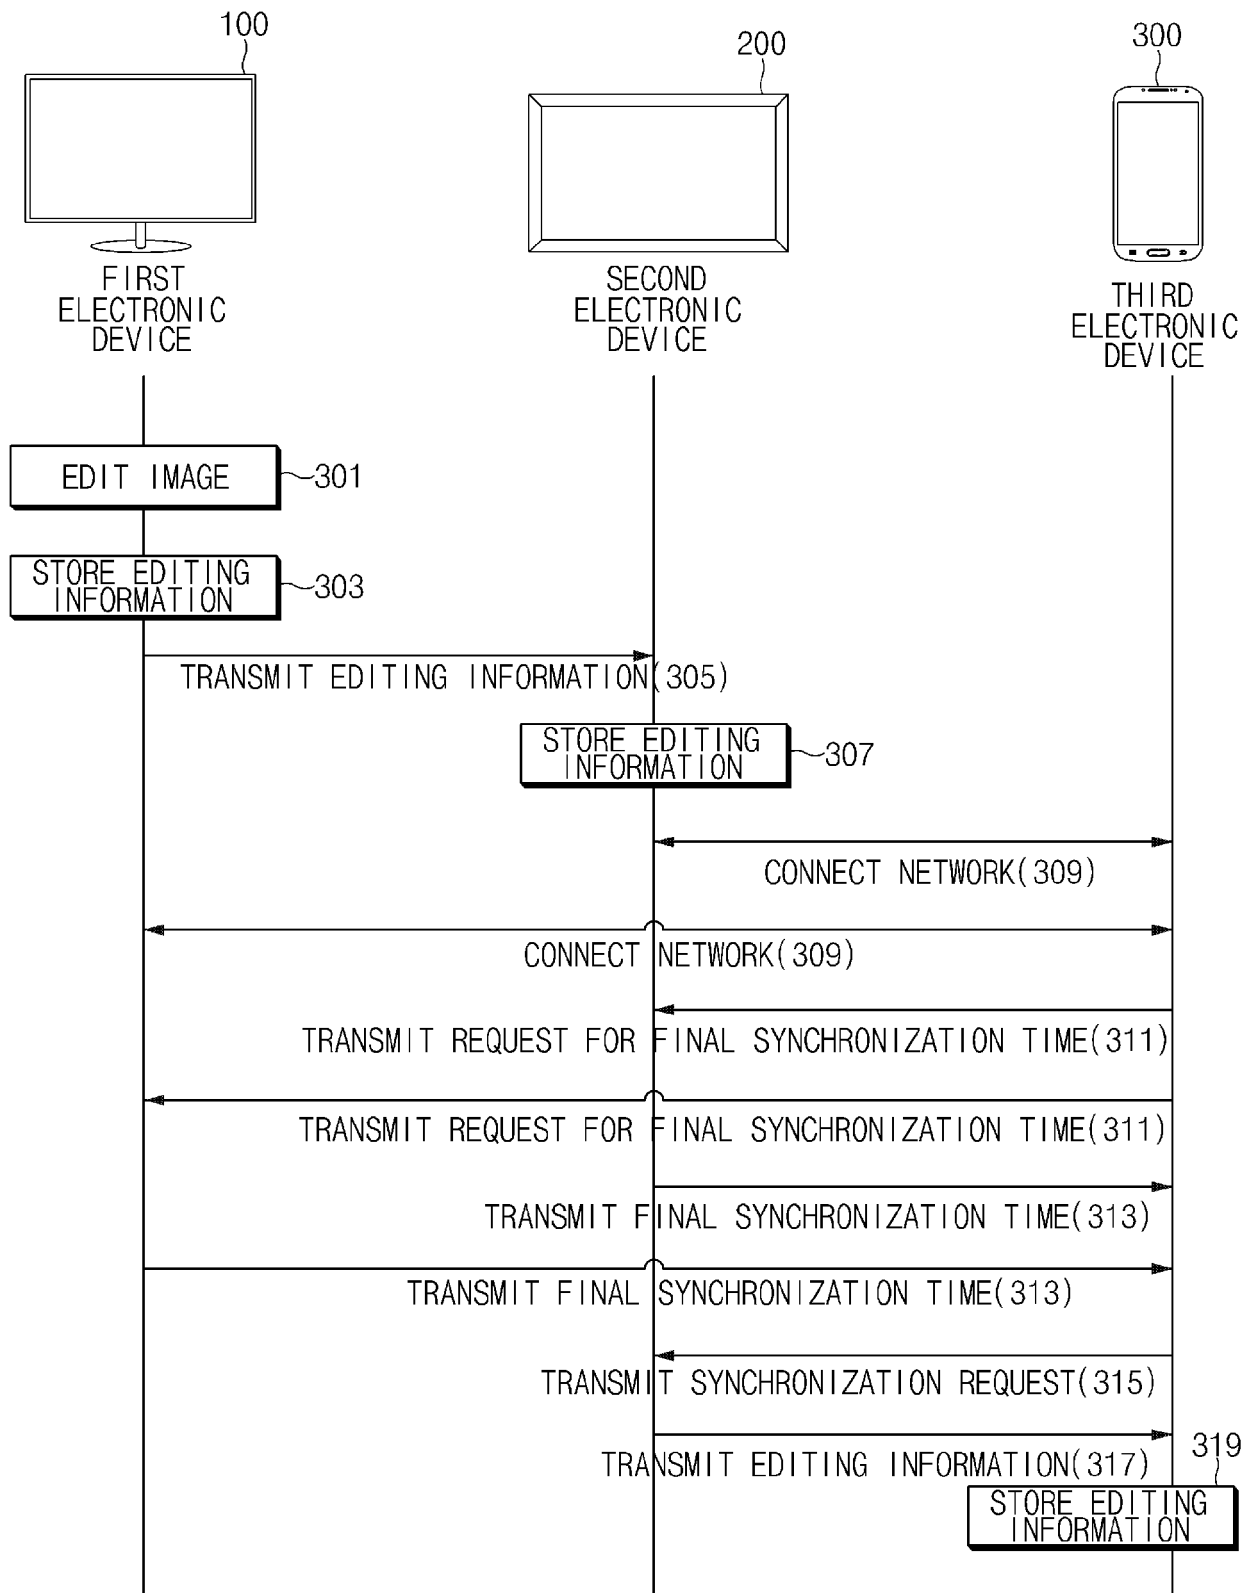 100
200
300
FIRST
ELECTRONIC
DEVICE
SECOND
ELECTRONIC
DEVICE
THIRD
ELECTRONIC
DEVICE
EDIT IMAGE
301
STORE EDITING
INFORMATION
303
TRANSMIT EDITING INFORMATION(305)
STORE EDITING
INFORMATION
307
CONNECT NETWORK(309)
CONNECT NETWORK(309)
TRANSMIT REQUEST FOR FINAL SYNCHRONIZATION TIME(311)
TRANSMIT REQUEST FOR FINAL SYNCHRONIZATION TIME(311)
TRANSMIT FINAL SYNCHRONIZATION TIME(313)
TRANSMIT FINAL SYNCHRONIZATION TIME(313)
TRANSMIT SYNCHRONIZATION REQUEST(315)
TRANSMIT EDITING INFORMATION(317)
319
STORE EDITING
INFORMATION